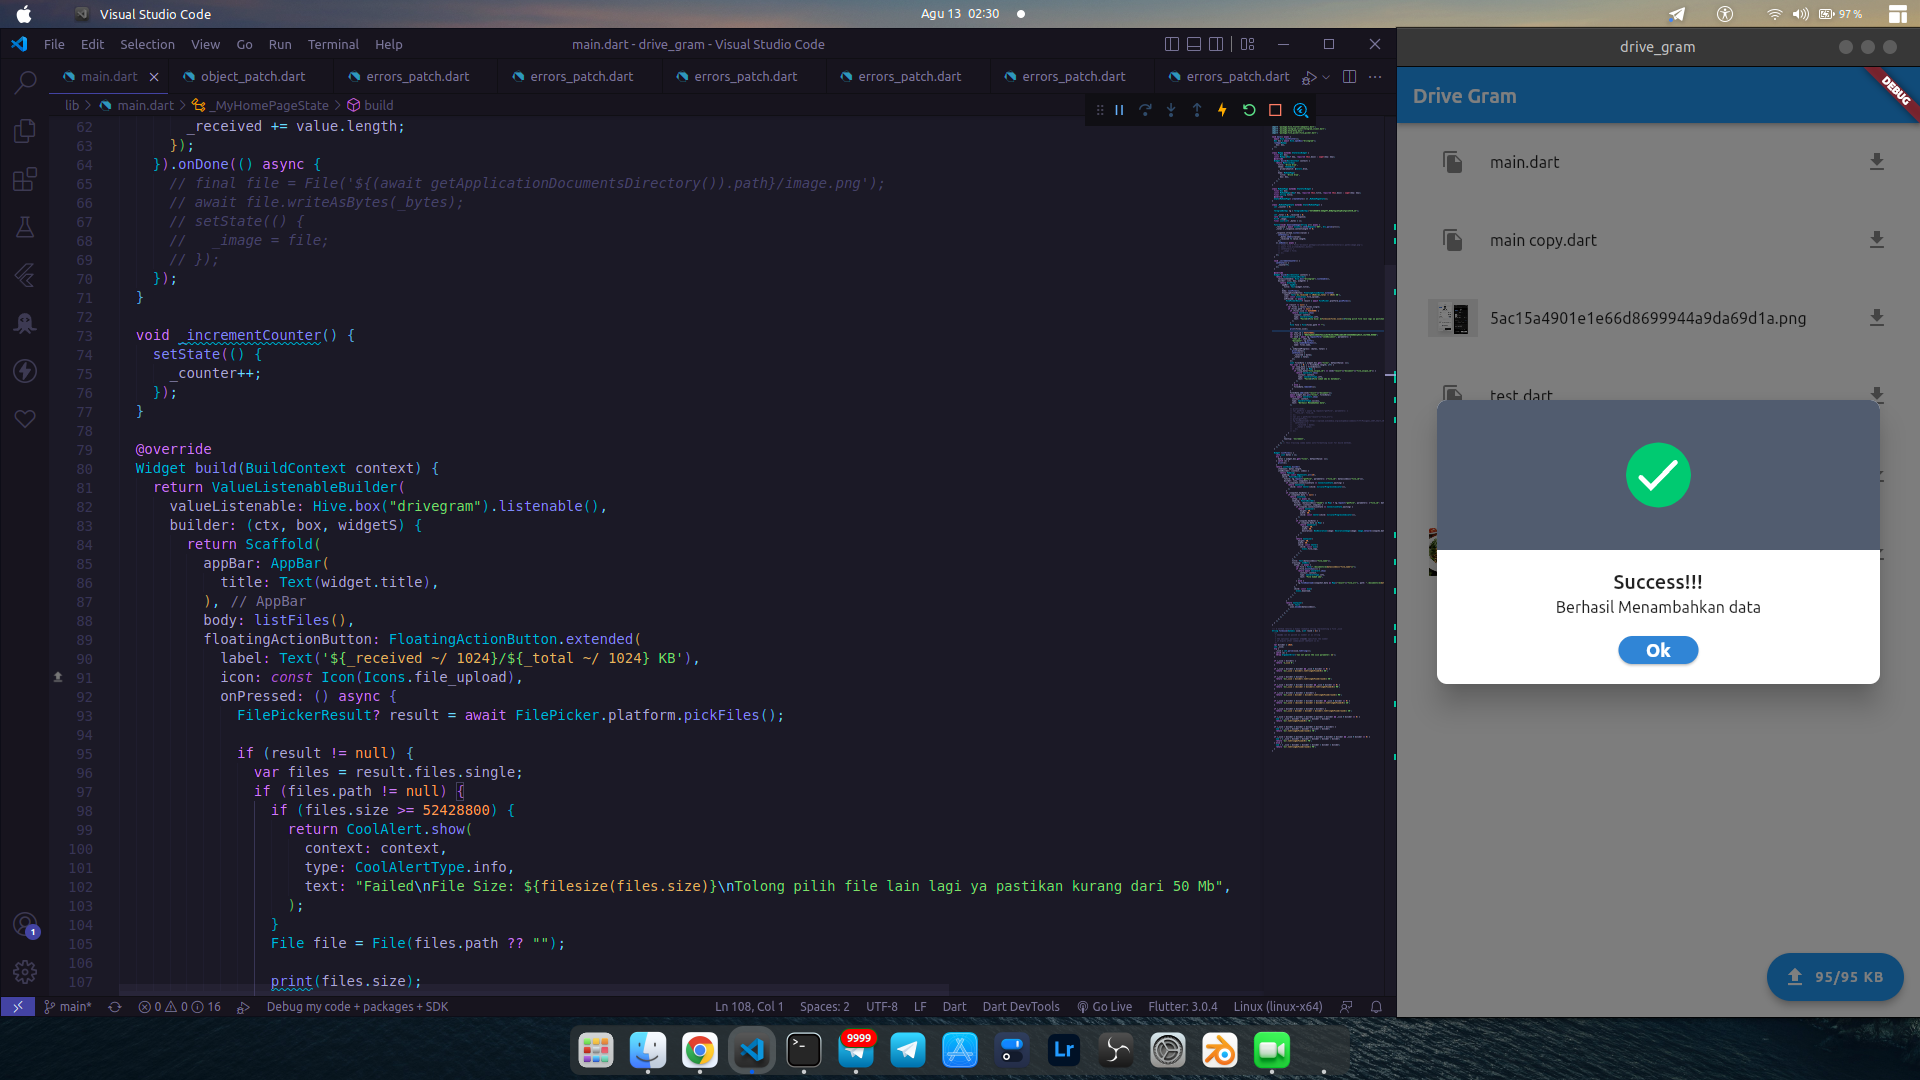 Visual Studio Code
Agu 13 02:30
97 %
File Edit Selection View Go Run Terminal Help
main.dart - drive_gram - Visual Studio Code
main.dart
object_patch.dart
errors_patch.dart
errors_patch.dart
errors_patch.dart
errors_patch.dart
errors_patch.dart
errors_patch.dart
lib > main.dart > _MyHomePageState > build
62 _received += value.length;
63 });
64 }).onDone(() async {
65 // final file = File('${(await getApplicationDocumentsDirectory()).path}/image.png');
66 // await file.writeAsBytes(_bytes);
67 // setState(() {
68 //   _image = file;
69 // });
70 });
71 }
72
73 void _incrementCounter() {
74 setState(() {
75 _counter++;
76 });
77 }
78
79 @override
80 Widget build(BuildContext context) {
81 return ValueListenableBuilder(
82 valueListenable: Hive.box("drivegram").listenable(),
83 builder: (ctx, box, widgetS) {
84 return Scaffold(
85 appBar: AppBar(
86 title: Text(widget.title),
87 ), // AppBar
88 body: listFiles(),
89 floatingActionButton: FloatingActionButton.extended(
90 label: Text('${_received ~/ 1024}/${_total ~/ 1024} KB'),
91 icon: const Icon(Icons.file_upload),
92 onPressed: () async {
93 FilePickerResult? result = await FilePicker.platform.pickFiles();
94
95 if (result != null) {
96 var files = result.files.single;
97 if (files.path != null) {
98 if (files.size >= 52428800) {
99 return CoolAlert.show(
100 context: context,
101 type: CoolAlertType.info,
102 text: "Failed\nFile Size: ${filesize(files.size)}\nTolong pilih file lain lagi ya pastikan kurang dari 50 Mb",
103 );
104 }
105 File file = File(files.path ?? "");
106
107 print(files.size);
1
main* 0 0 16 Debug my code + packages + SDK
Ln 108, Col 1 Spaces: 2 UTF-8 LF Dart Dart DevTools Go Live Flutter: 3.0.4 Linux (linux-x64)
drive_gram
Drive Gram
DEBUG
main.dart
main copy.dart
5ac15a4901e1e66d8699944a9da69d1a.png
test.dart
Success!!!
Berhasil Menambahkan data
Ok
95/95 KB
9999
Lr